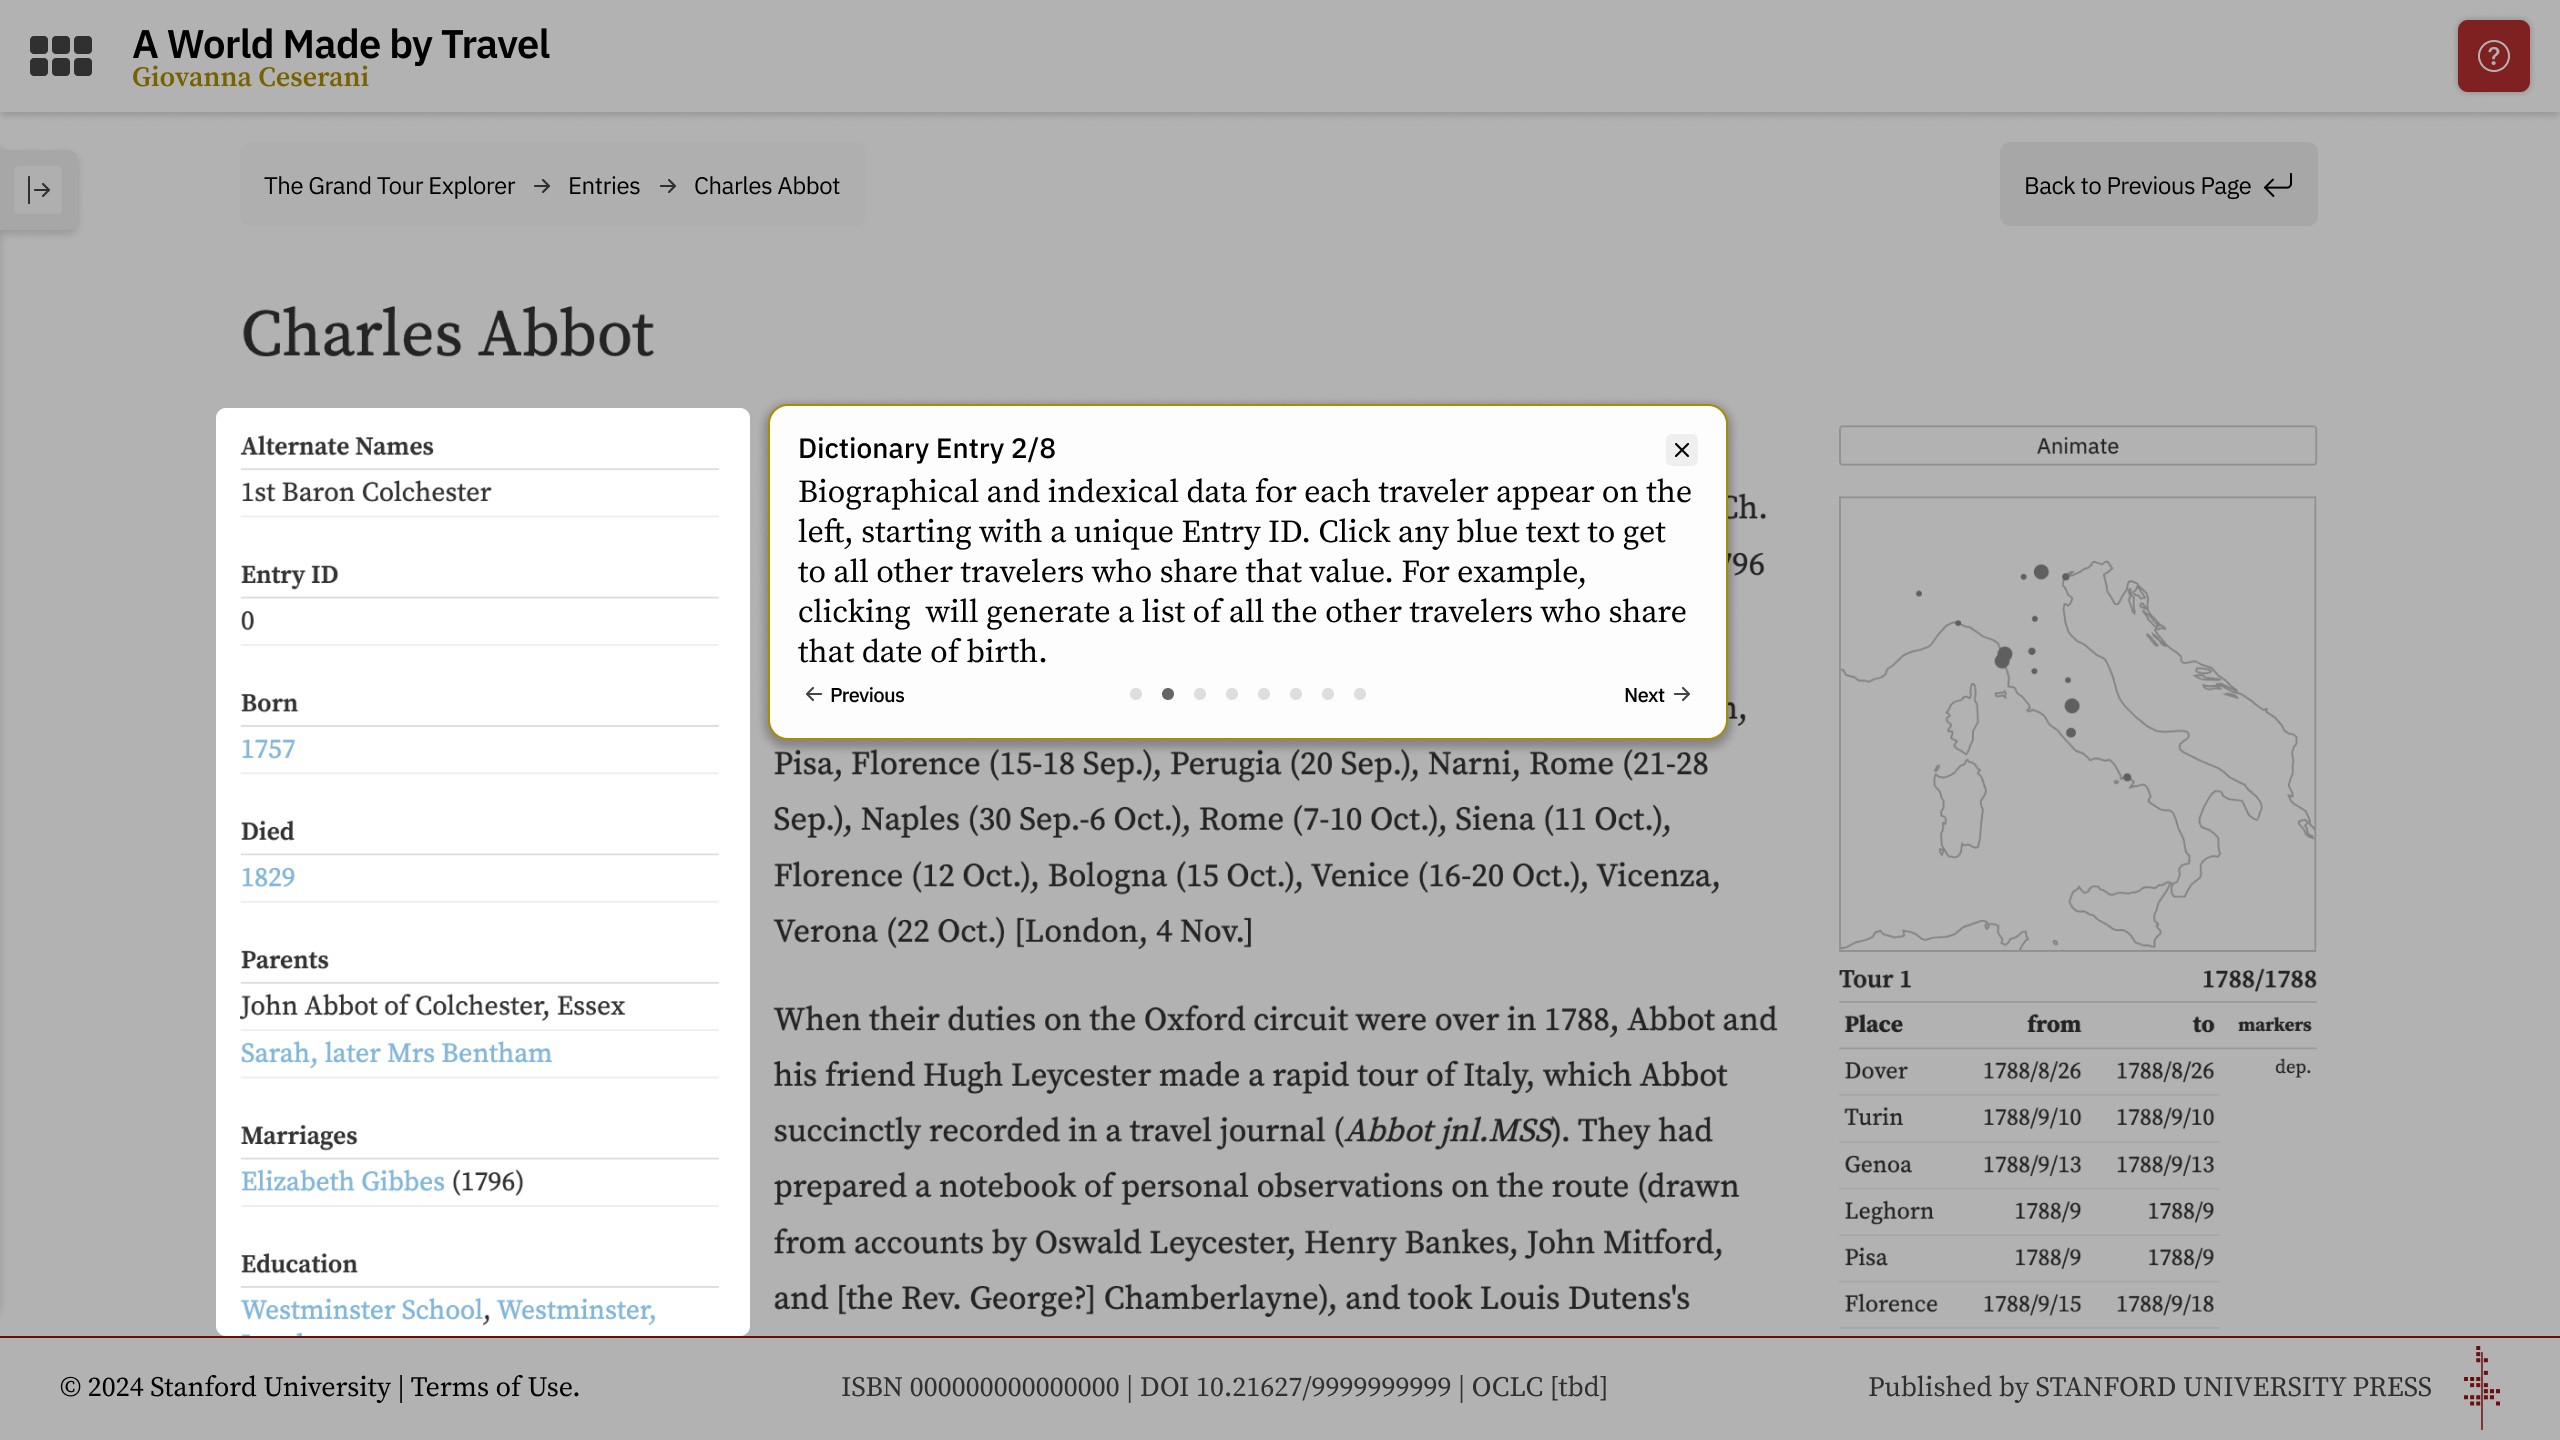 A World Made by Travel
Giovanna Ceserani
The Grand Tour Explorer → Entries → Charles Abbot
Back to Previous Page
Charles Abbot
Alternate Names
1st Baron Colchester
Entry ID
0
Born
1757
Died
1829
Parents
John Abbot of Colchester, Essex
Sarah, later Mrs Bentham
Marriages
Elizabeth Gibbes (1796)
Education
Westminster School, Westminster,
Dictionary Entry 2/8
Biographical and indexical data for each traveler appear on the
left, starting with a unique Entry ID. Click any blue text to get
to all other travelers who share that value. For example,
clicking  will generate a list of all the other travelers who share
that date of birth.
← Previous
Next →
Ch.
796
Pisa, Florence (15-18 Sep.), Perugia (20 Sep.), Narni, Rome (21-28
Sep.), Naples (30 Sep.-6 Oct.), Rome (7-10 Oct.), Siena (11 Oct.),
Florence (12 Oct.), Bologna (15 Oct.), Venice (16-20 Oct.), Vicenza,
Verona (22 Oct.) [London, 4 Nov.]
When their duties on the Oxford circuit were over in 1788, Abbot and
his friend Hugh Leycester made a rapid tour of Italy, which Abbot
succinctly recorded in a travel journal (Abbot jnl.MSS). They had
prepared a notebook of personal observations on the route (drawn
from accounts by Oswald Leycester, Henry Bankes, John Mitford,
and [the Rev. George?] Chamberlayne), and took Louis Dutens's
Animate
Tour 1 1788/1788
Place from to markers
Dover 1788/8/26 1788/8/26 dep.
Turin 1788/9/10 1788/9/10
Genoa 1788/9/13 1788/9/13
Leghorn 1788/9 1788/9
Pisa 1788/9 1788/9
Florence 1788/9/15 1788/9/18
© 2024 Stanford University | Terms of Use.
ISBN 000000000000000 | DOI 10.21627/9999999999 | OCLC [tbd]
Published by STANFORD UNIVERSITY PRESS